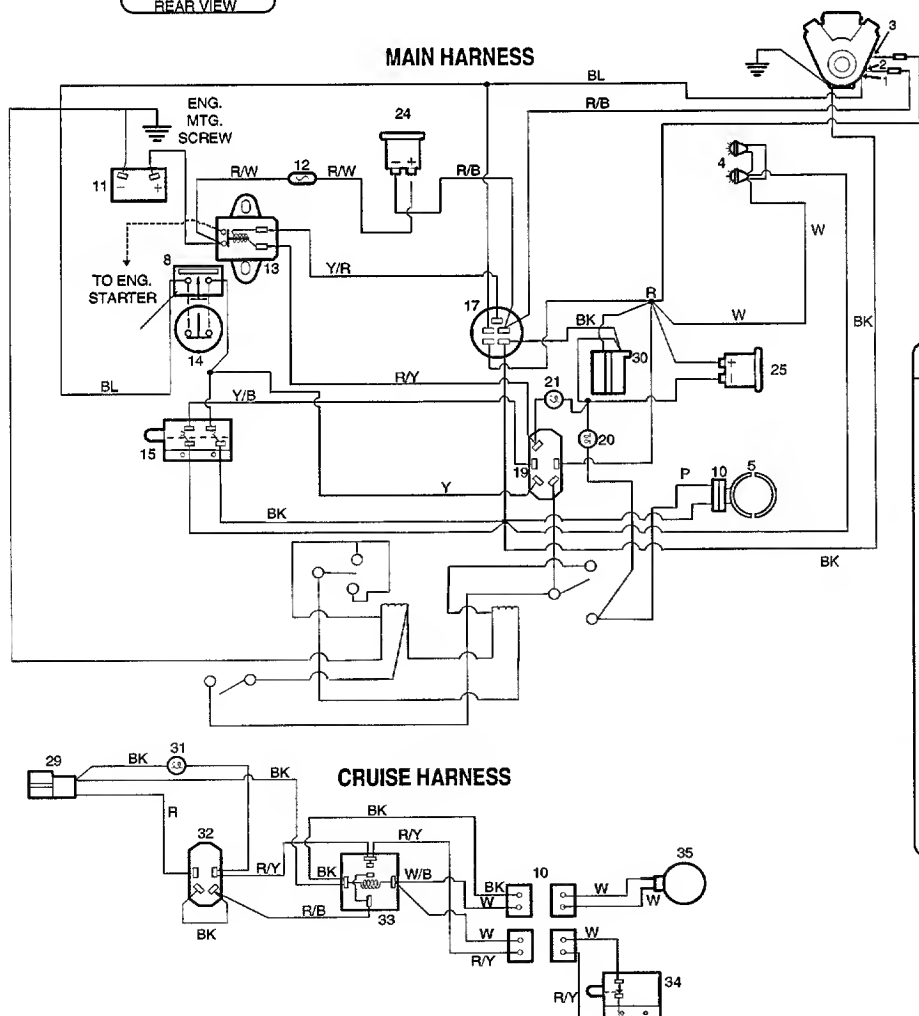 REAR VIEW
MAIN HARNESS
3
BL
2
1
R/B
ENG.
MTG.
SCREW
24
- +
4
11
- +
R/W
12
R/W
R/B
W
8
13
TO ENG.
STARTER
Y/R
17
R
BK
W
BK
14
30
+
-
25
BL
R/Y
21
Y/B
20
15
19
P
10
5
Y
BK
BK
CRUISE HARNESS
29
BK
31
BK
R
BK
32
R/Y
R/Y
BK
W/B
10
35
BK
W
W
W
R/B
33
BK
W
R/Y
W
34
R/Y